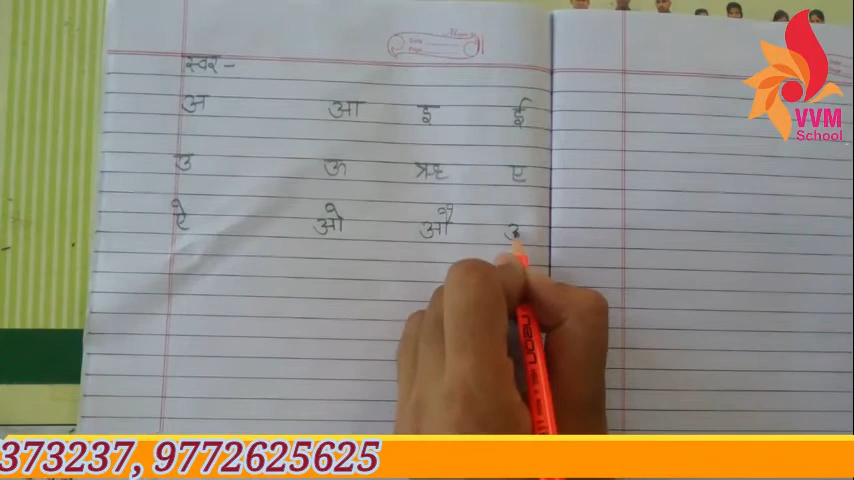 स्वर -
अ आ इ ई
उ ऊ ऋ ए
ऐ ओ औ
VVM
School
373237, 9772625625